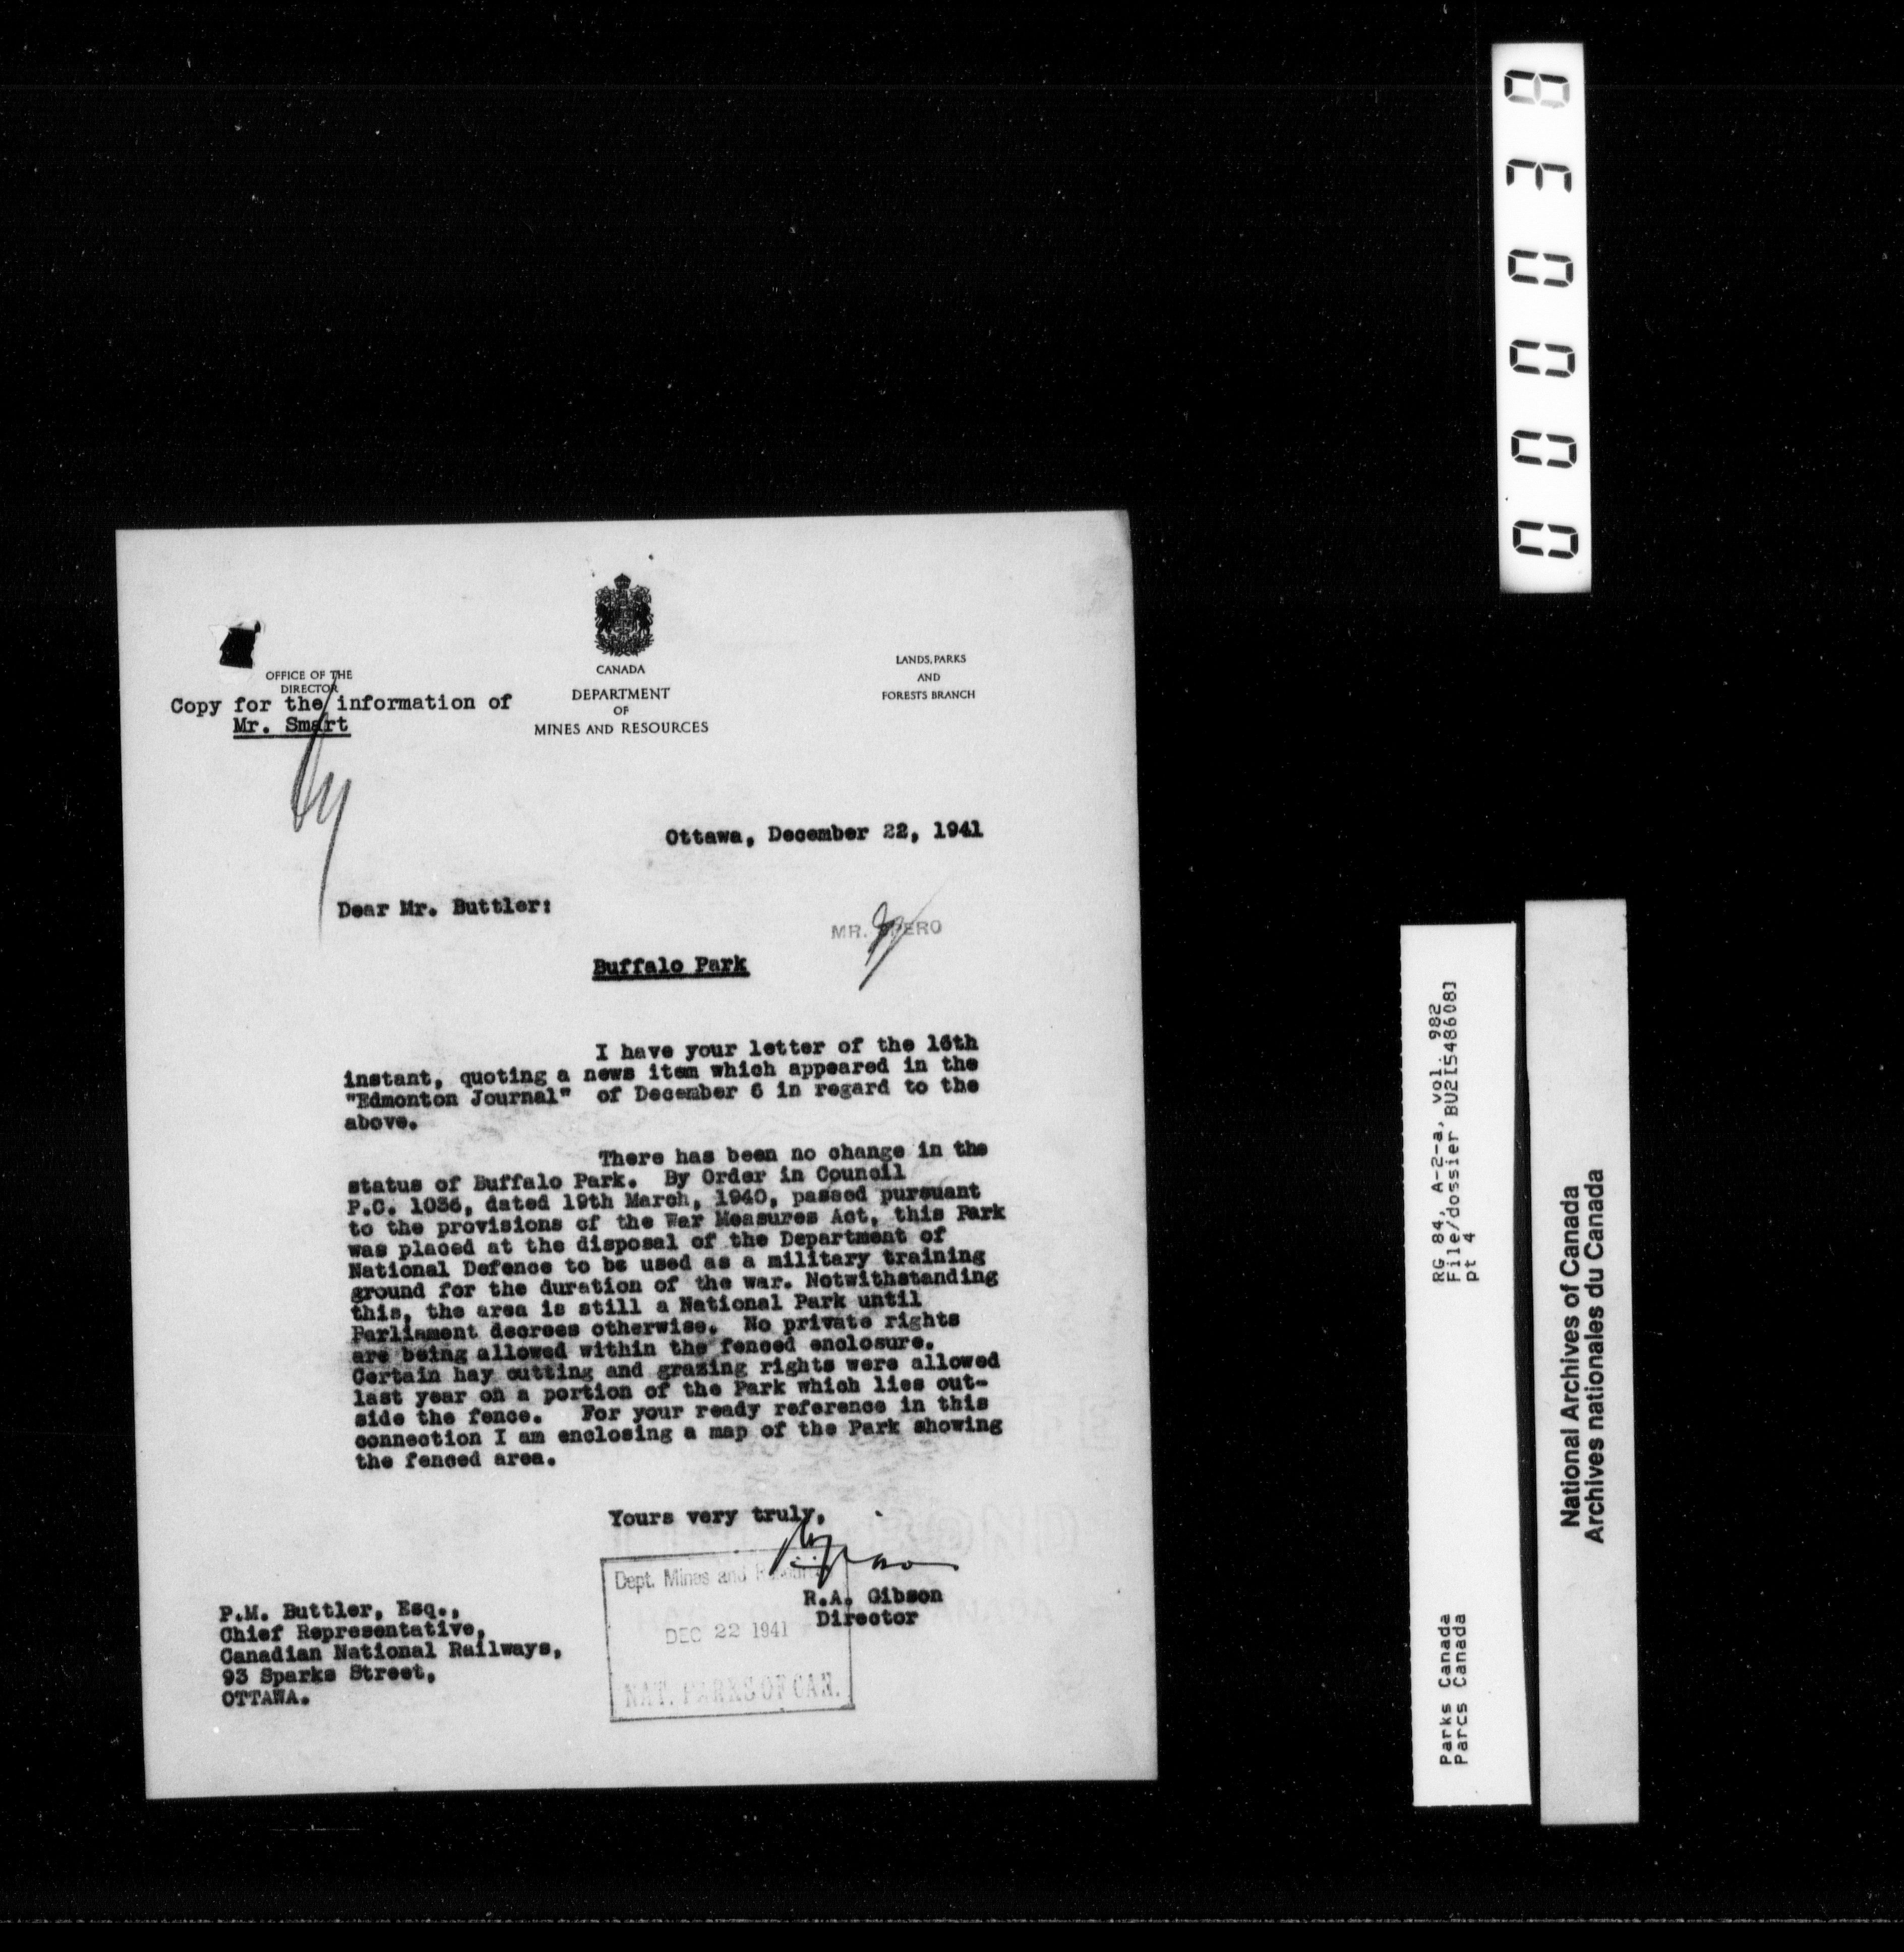 000038
OFFICE OF THE
DIRECTOR
Copy for the information of
Mr. Smart
CANADA
DEPARTMENT
OF
MINES AND RESOURCES
LANDS, PARKS
AND
FORESTS BRANCH
Ottawa, December 22, 1941
Dear Mr. Buttler:
MR. SPERO
Buffalo Park
I have your letter of the 16th
instant, quoting a news item which appeared in the
"Edmonton Journal" of December 6 in regard to the
above.
There has been no change in the
status of Buffalo Park. By Order in Council
P.C. 1036, dated 19th March, 1940, passed pursuant
to the provisions of the War Measures Act, this Park
was placed at the disposal of the Department of
National Defence to be used as a military training
ground for the duration of the war. Notwithstanding
this, the area is still a National Park until
Parliament decrees otherwise. No private rights
are being allowed within the fenced enclosure.
Certain hay cutting and grazing rights were allowed
last year on a portion of the Park which lies out-
side the fence. For your ready reference in this
connection I am enclosing a map of the Park showing
the fenced area.
Yours very truly,
R.A. Gibson
Director
Dept. Mines and Resources
DEC 22 1941
NAT. PARKS OF CAN.
P.M. Buttler, Esq.,
Chief Representative,
Canadian National Railways,
93 Sparks Street,
OTTAWA.
RG 84, A-2-a, vol. 982
File/dossier BU2[548608]
pt 4
Parks Canada
Parcs Canada
National Archives of Canada
Archives nationales du Canada